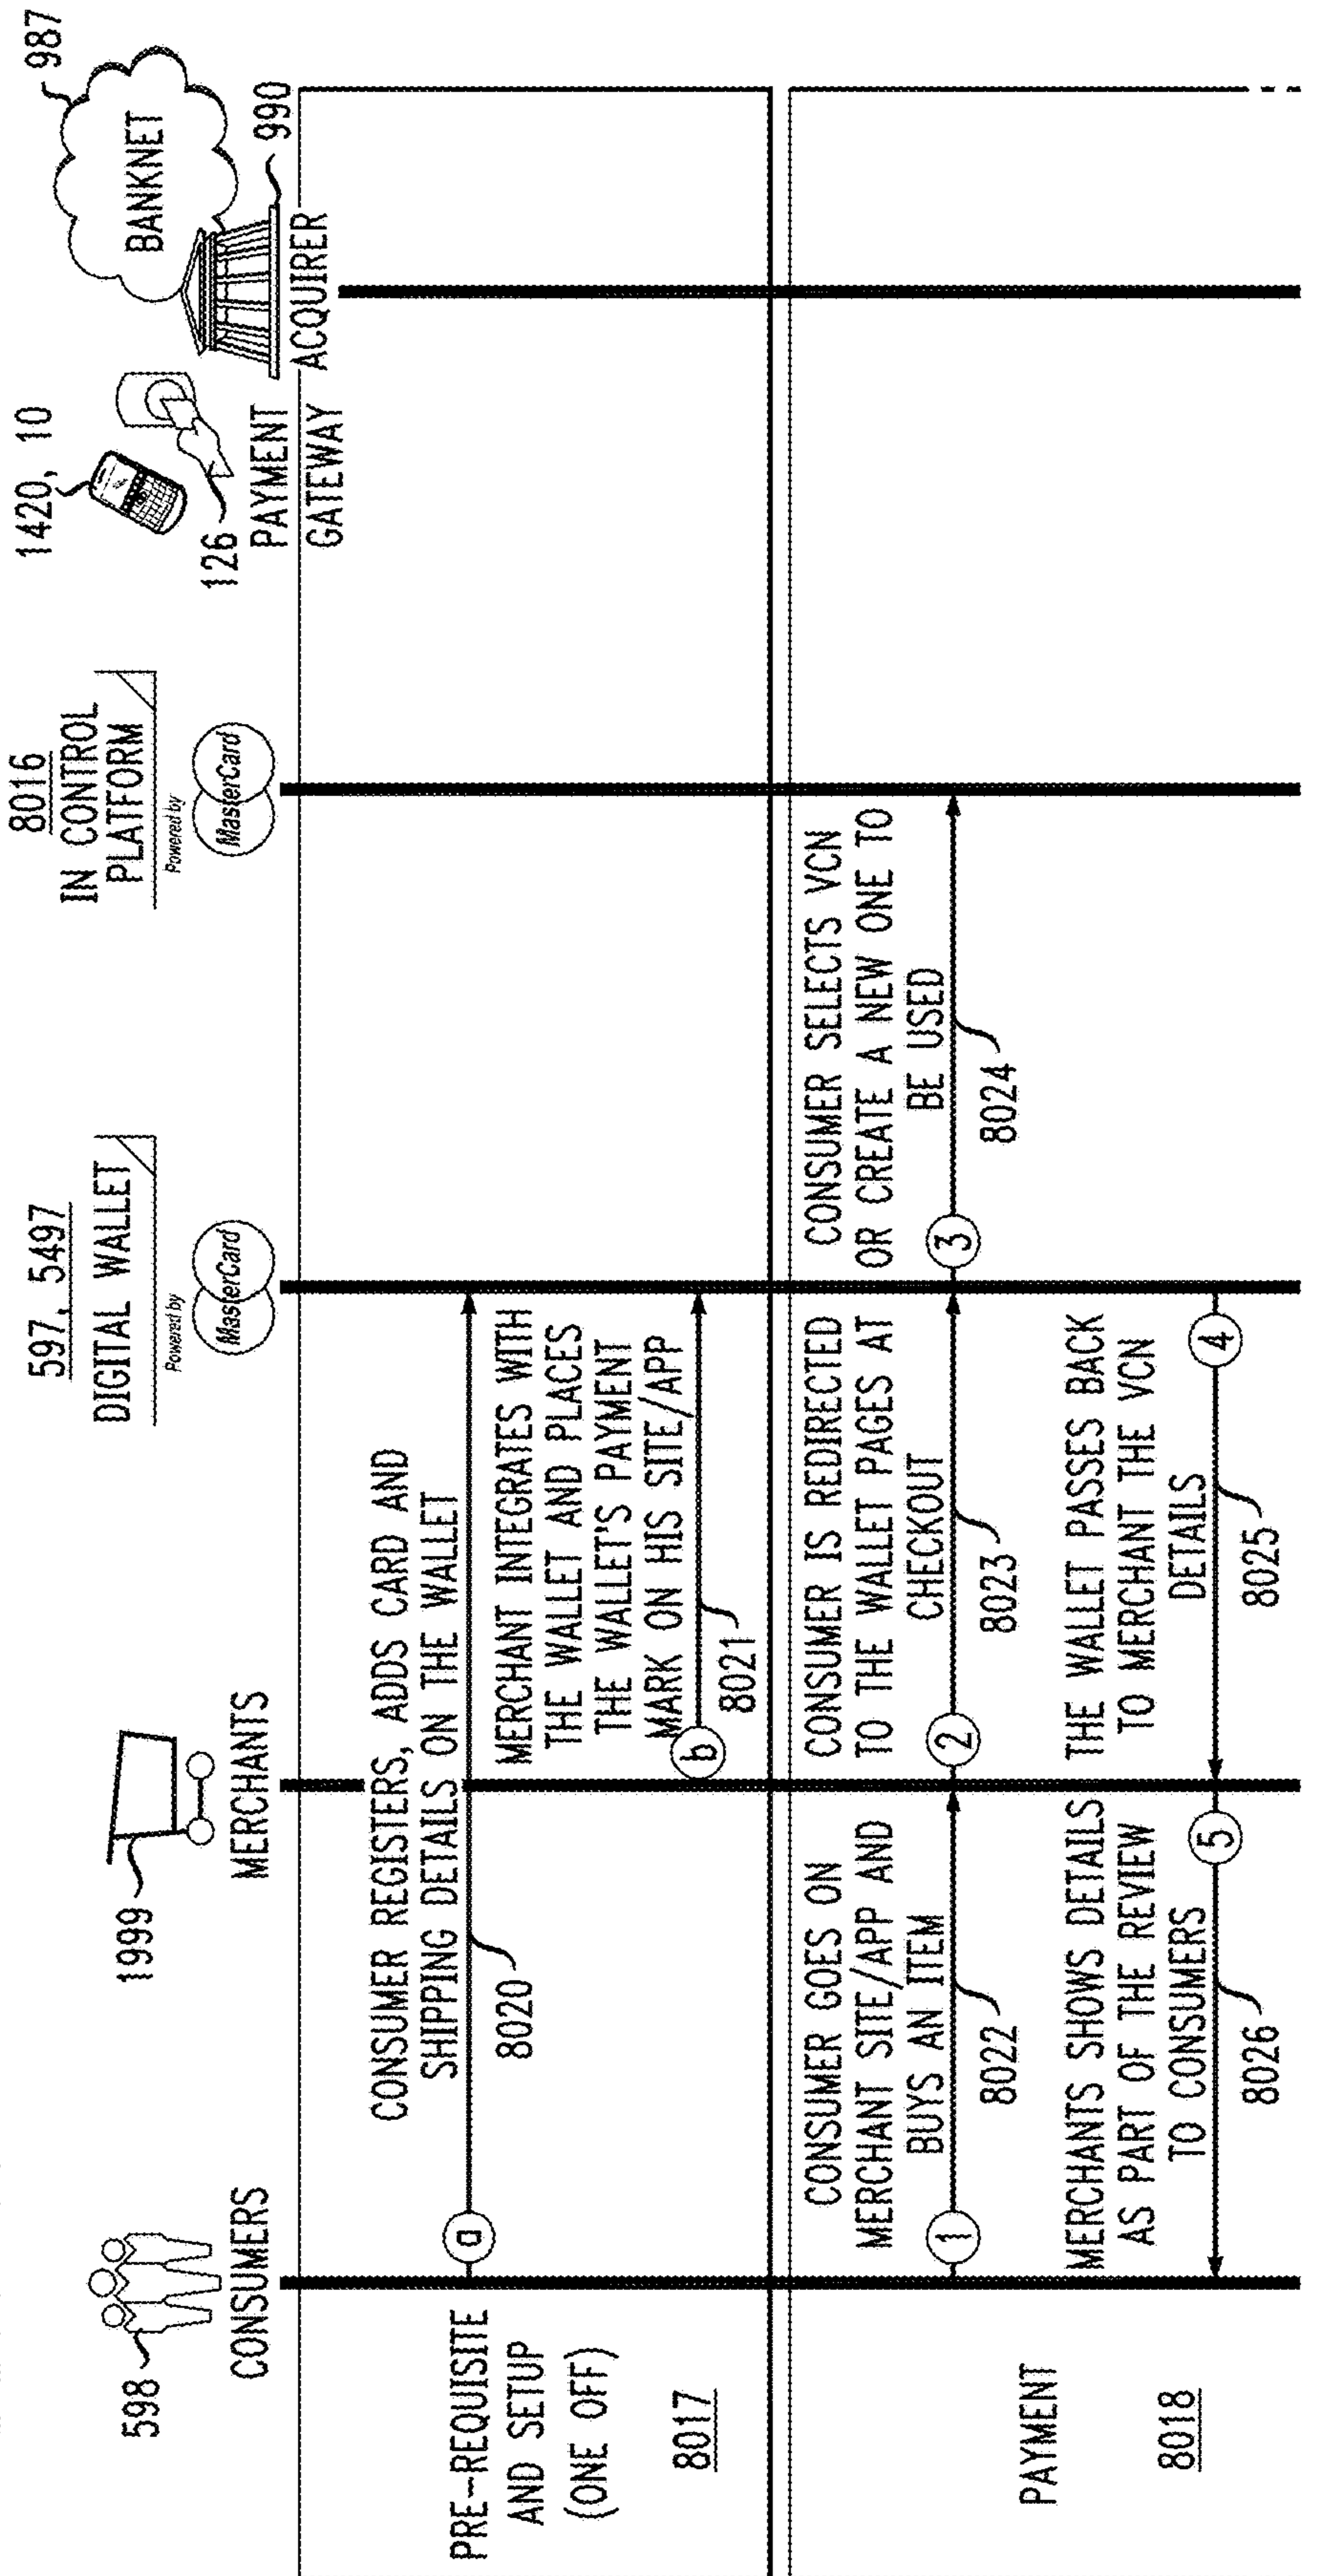 598
CONSUMERS
1999
MERCHANTS
597, 5497
DIGITAL WALLET
Powered by
MasterCard
8016
IN CONTROL
PLATFORM
Powered by
MasterCard
1420, 10
126
PAYMENT
GATEWAY
BANKNET
987
990
ACQUIRER
PRE-REQUISITE
AND SETUP
(ONE OFF)
8017
CONSUMER REGISTERS, ADDS CARD AND
SHIPPING DETAILS ON THE WALLET
a
8020
MERCHANT INTEGRATES WITH
THE WALLET AND PLACES
THE WALLET'S PAYMENT
MARK ON HIS SITE/APP
b
8021
PAYMENT
8018
CONSUMER GOES ON
MERCHANT SITE/APP AND
BUYS AN ITEM
1
8022
CONSUMER IS REDIRECTED
TO THE WALLET PAGES AT
CHECKOUT
2
8023
CONSUMER SELECTS VCN
OR CREATE A NEW ONE TO
BE USED
3
8024
THE WALLET PASSES BACK
TO MERCHANT THE VCN
DETAILS
4
8025
MERCHANTS SHOWS DETAILS
AS PART OF THE REVIEW
TO CONSUMERS
5
8026